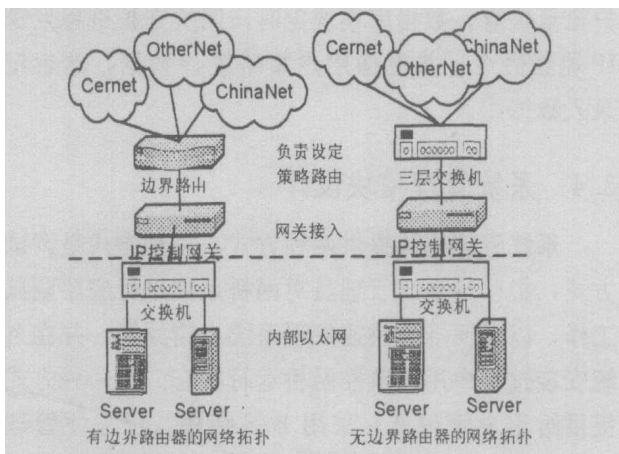 Cernet
OtherNet
ChinaNet
边界路由
IP控制网关
交换机
Server
Server
有边界路由器的网络拓扑
负责设定
策略路由
网关接入
内部以太网
Cernet
OtherNet
ChinaNet
三层交换机
IP控制网关
交换机
Server
Server
无边界路由器的网络拓扑